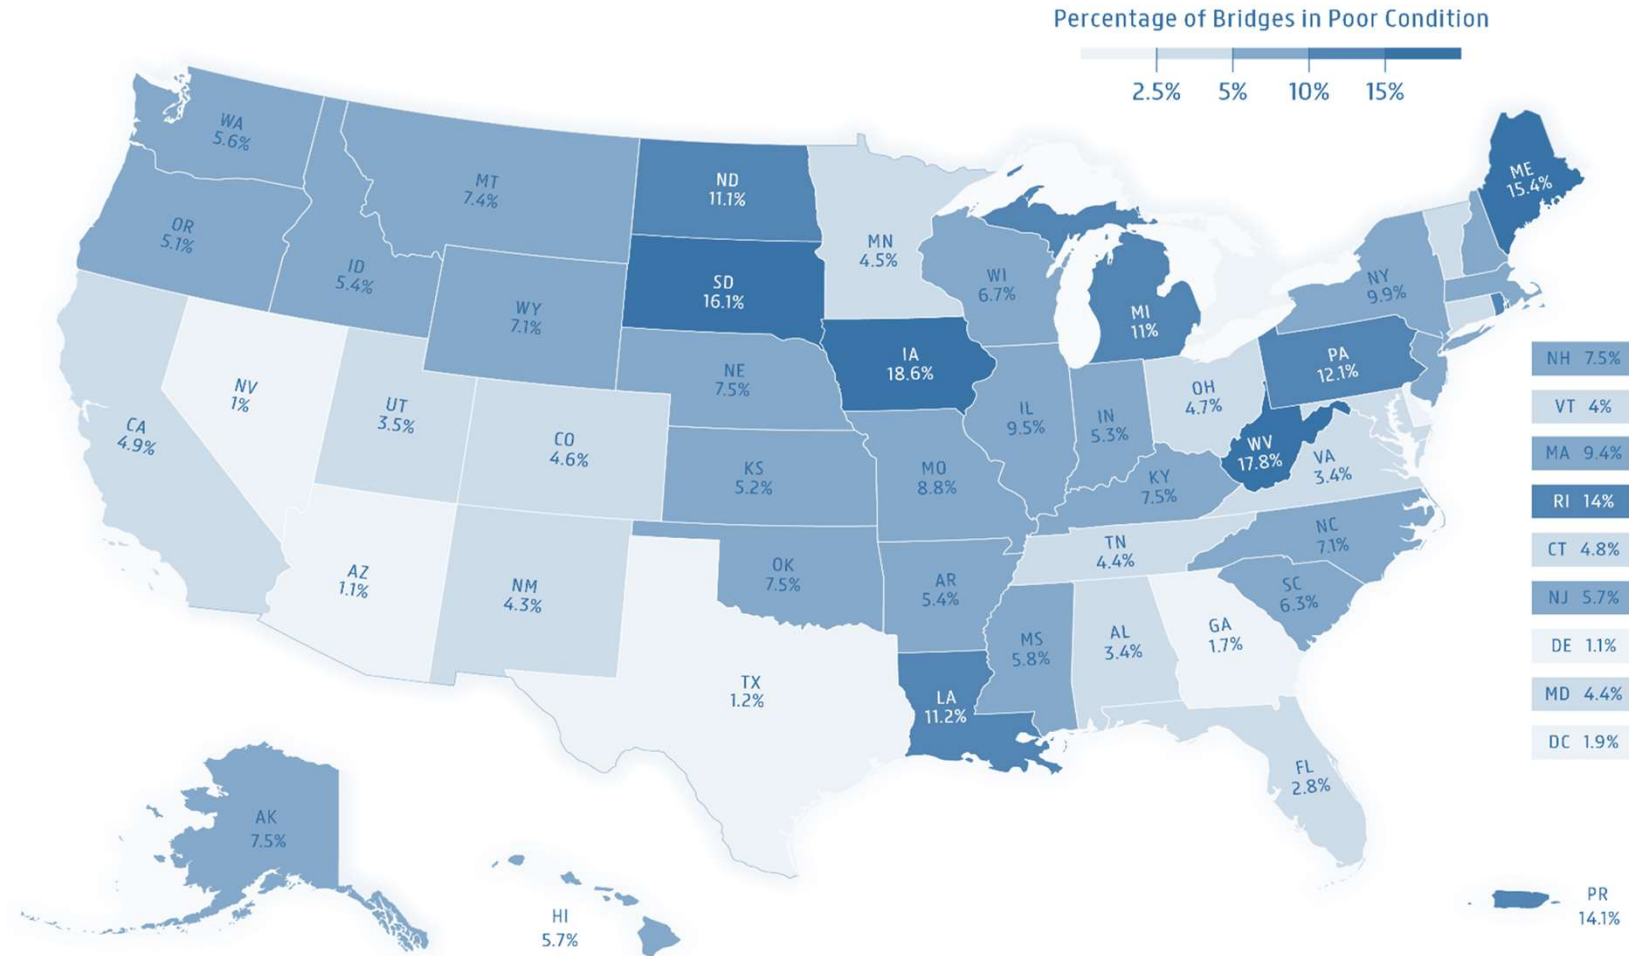 Percentage of Bridges in Poor Condition
2.5% 5% 10% 15%
WA
5.6%
MT
7.4%
ND
11.1%
ME
15.4%
OR
5.1%
ID
5.4%
WY
7.1%
SD
16.1%
MN
4.5%
WI
6.7%
MI
11%
NY
9.9%
NV
1%
UT
3.5%
CO
4.6%
NE
7.5%
IA
18.6%
IL
9.5%
IN
5.3%
OH
4.7%
PA
12.1%
CA
4.9%
KS
5.2%
MO
8.8%
KY
7.5%
WV
17.8%
VA
3.4%
AZ
1.1%
NM
4.3%
OK
7.5%
AR
5.4%
TN
4.4%
NC
7.1%
SC
6.3%
TX
1.2%
LA
11.2%
MS
5.8%
AL
3.4%
GA
1.7%
FL
2.8%
AK
7.5%
HI
5.7%
NH 7.5%
VT 4%
MA 9.4%
RI 14%
CT 4.8%
NJ 5.7%
DE 1.1%
MD 4.4%
DC 1.9%
PR
14.1%